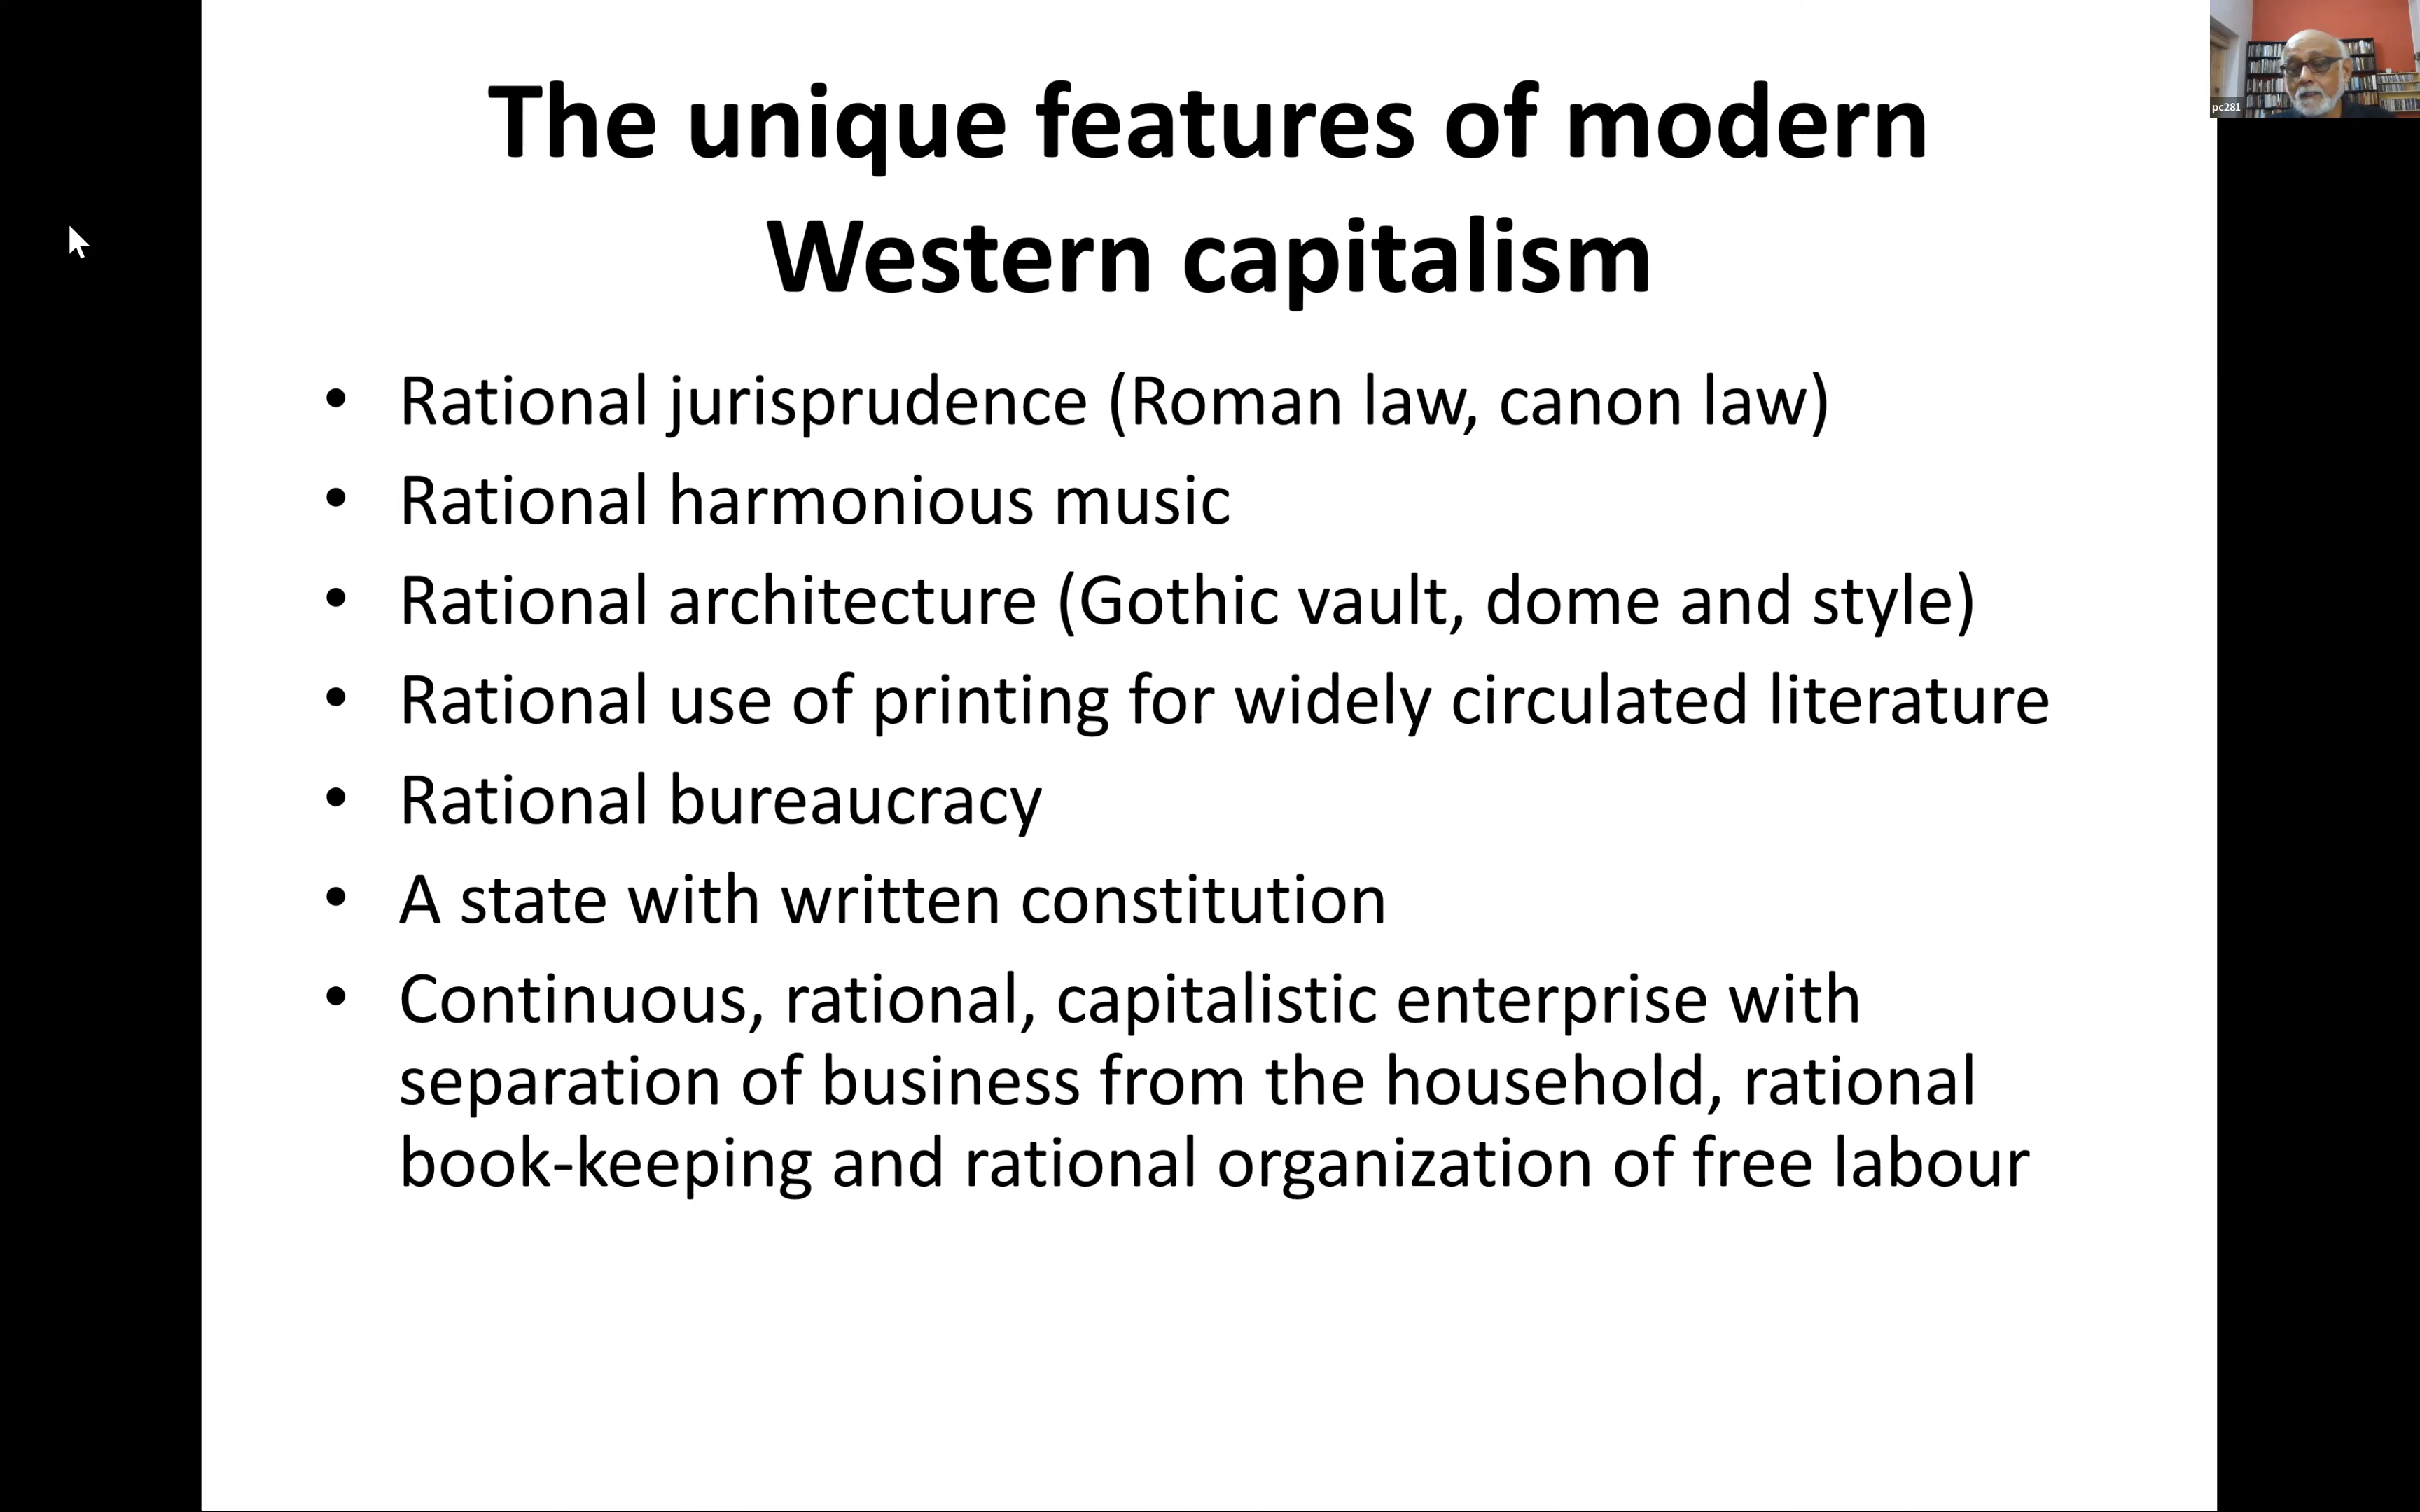 The unique features of modern
Western capitalism
• Rational jurisprudence (Roman law, canon law)
• Rational harmonious music
• Rational architecture (Gothic vault, dome and style)
• Rational use of printing for widely circulated literature
• Rational bureaucracy
• A state with written constitution
• Continuous, rational, capitalistic enterprise with
separation of business from the household, rational
book-keeping and rational organization of free labour
pc281